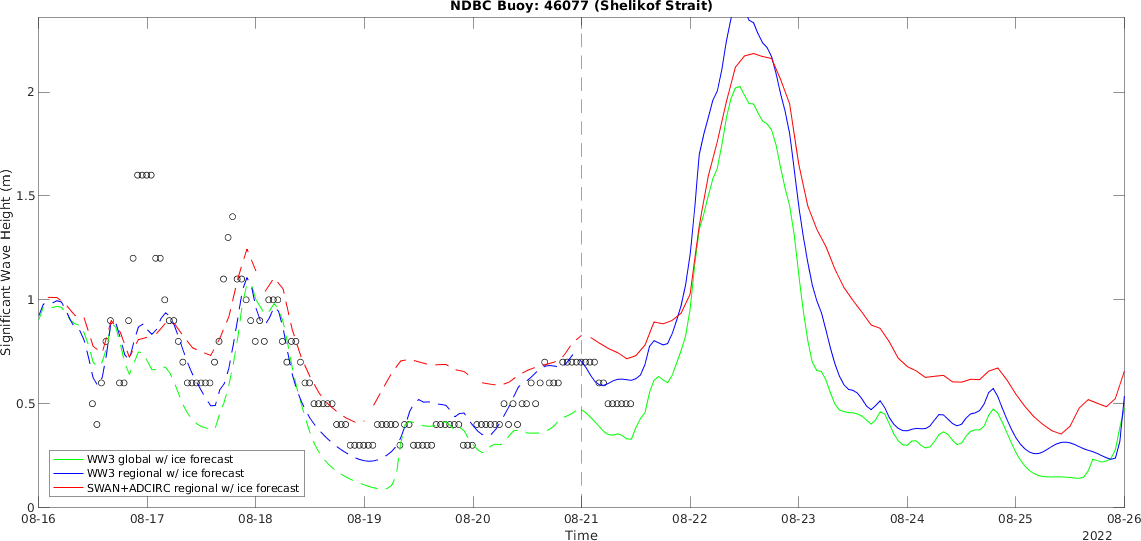 NDBC Buoy: 46077 (Shelikof Strait)
Significant Wave Height (m)
2
1.5
1
0.5
0
WW3 global w/ ice forecast
WW3 regional w/ ice forecast
SWAN+ADCIRC regional w/ ice forecast
08-16 08-17 08-18 08-19 08-20 08-21 08-22 08-23 08-24 08-25 08-26
Time
2022